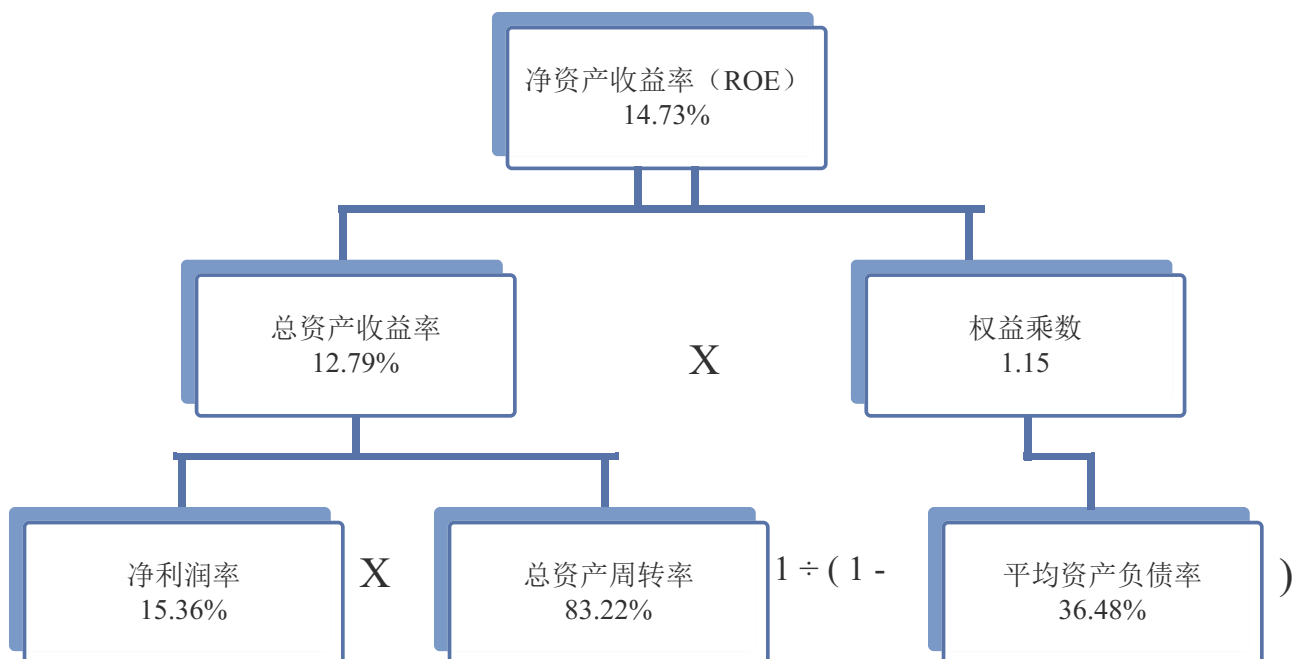 净资产收益率（ROE）
14.73%
总资产收益率
12.79%
X
权益乘数
1.15
净利润率
15.36%
X
总资产周转率
83.22%
1 ÷ ( 1 -
平均资产负债率
36.48%
)